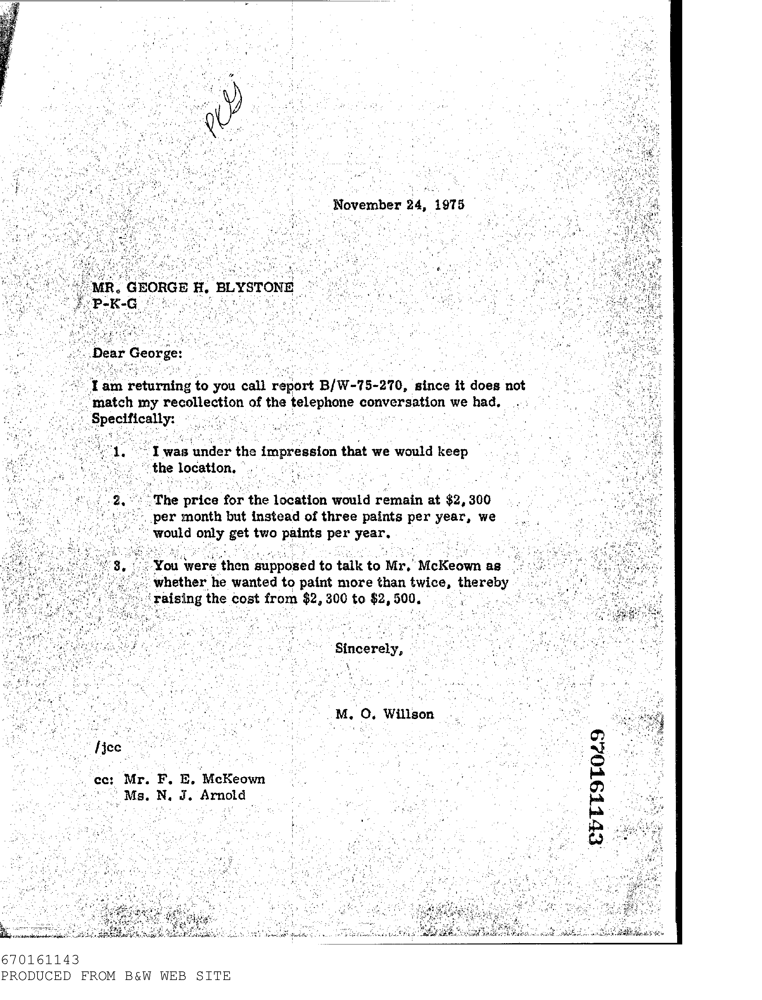 PKG
November 24, 1975
MR. GEORGE H. BLYSTONE
P-K-G
Dear George:
I am returning to you call report B/W-75-270, since it does not
match my recollection of the telephone conversation we had.
Specifically:
1. I was under the impression that we would keep
the location.
2. The price for the location would remain at $2,300
per month but instead of three paints per year, we
would only get two paints per year.
3. You were then supposed to talk to Mr. McKeown as
whether he wanted to paint more than twice, thereby
raising the cost from $2,300 to $2,500.
Sincerely,
M. O. Willson
/jcc
cc: Mr. F. E. McKeown
Ms. N. J. Arnold
670161143
670161143
PRODUCED FROM B&W WEB SITE